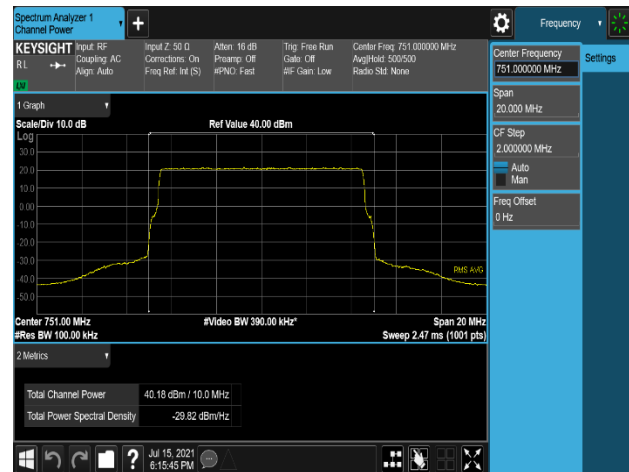 Spectrum Analyzer 1
Channel Power
Frequency
KEYSIGHT
RL
Input: RF
Coupling: AC
Align: Auto
Input Z: 50 Ω
Corrections: On
Freq Ref: Int (S)
Atten: 16 dB
Preamp: Off
#PNO: Fast
Trig: Free Run
Gate: Off
#IF Gain: Low
Center Freq: 751.000000 MHz
Avg|Hold: 500/500
Radio Std: None
Center Frequency
751.000000 MHz
Settings
Span
20.000 MHz
CF Step
2.000000 MHz
Auto
Man
Freq Offset
0 Hz
1 Graph
Scale/Div 10.0 dB
Ref Value 40.00 dBm
Log
30.0
20.0
10.0
0.00
-10.0
-20.0
-30.0
-40.0
-50.0
RMS AVG
Center 751.00 MHz
#Video BW 390.00 kHz*
Span 20 MHz
#Res BW 100.00 kHz
Sweep 2.47 ms (1001 pts)
2 Metrics
Total Channel Power
40.18 dBm / 10.0 MHz
Total Power Spectral Density
-29.82 dBm/Hz
Jul 15, 2021
6:15:45 PM